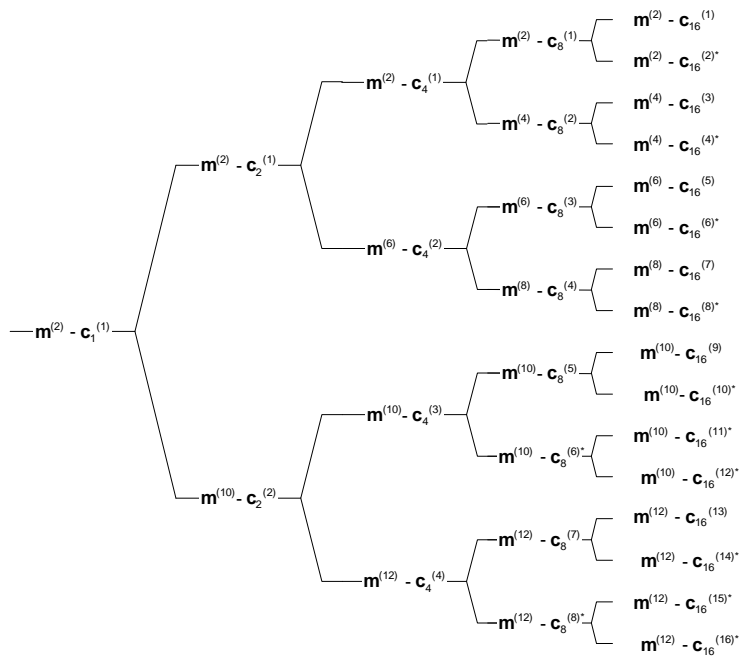 m⁽²⁾ - c₁⁽¹⁾
m⁽²⁾ - c₂⁽¹⁾
m⁽¹⁰⁾ - c₂⁽²⁾
m⁽²⁾ - c₄⁽¹⁾
m⁽⁶⁾ - c₄⁽²⁾
m⁽¹⁰⁾ - c₄⁽³⁾
m⁽¹²⁾ - c₄⁽⁴⁾
m⁽²⁾ - c₈⁽¹⁾
m⁽⁴⁾ - c₈⁽²⁾
m⁽⁶⁾ - c₈⁽³⁾
m⁽⁸⁾ - c₈⁽⁴⁾
m⁽¹⁰⁾ - c₈⁽⁵⁾
m⁽¹⁰⁾ - c₈⁽⁶⁾*
m⁽¹²⁾ - c₈⁽⁷⁾
m⁽¹²⁾ - c₈⁽⁸⁾*
m⁽²⁾ - c₁₆⁽¹⁾
m⁽²⁾ - c₁₆⁽²⁾*
m⁽⁴⁾ - c₁₆⁽³⁾
m⁽⁴⁾ - c₁₆⁽⁴⁾*
m⁽⁶⁾ - c₁₆⁽⁵⁾
m⁽⁶⁾ - c₁₆⁽⁶⁾*
m⁽⁸⁾ - c₁₆⁽⁷⁾
m⁽⁸⁾ - c₁₆⁽⁸⁾*
m⁽¹⁰⁾ - c₁₆⁽⁹⁾
m⁽¹⁰⁾ - c₁₆⁽¹⁰⁾*
m⁽¹⁰⁾ - c₁₆⁽¹¹⁾*
m⁽¹⁰⁾ - c₁₆⁽¹²⁾*
m⁽¹²⁾ - c₁₆⁽¹³⁾
m⁽¹²⁾ - c₁₆⁽¹⁴⁾*
m⁽¹²⁾ - c₁₆⁽¹⁵⁾*
m⁽¹²⁾ - c₁₆⁽¹⁶⁾*